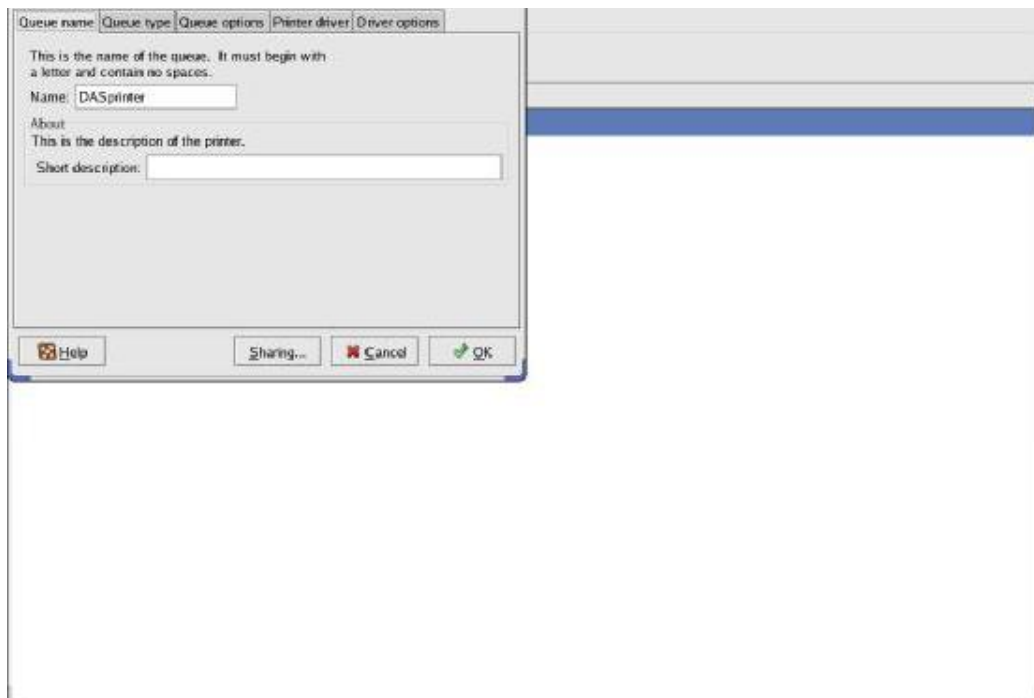 Queue name Queue type Queue options Printer driver Driver options
This is the name of the queue. It must begin with
a letter and contain no spaces.
Name: DASprinter
About
This is the description of the printer.
Short description:
Help Sharing... Cancel OK